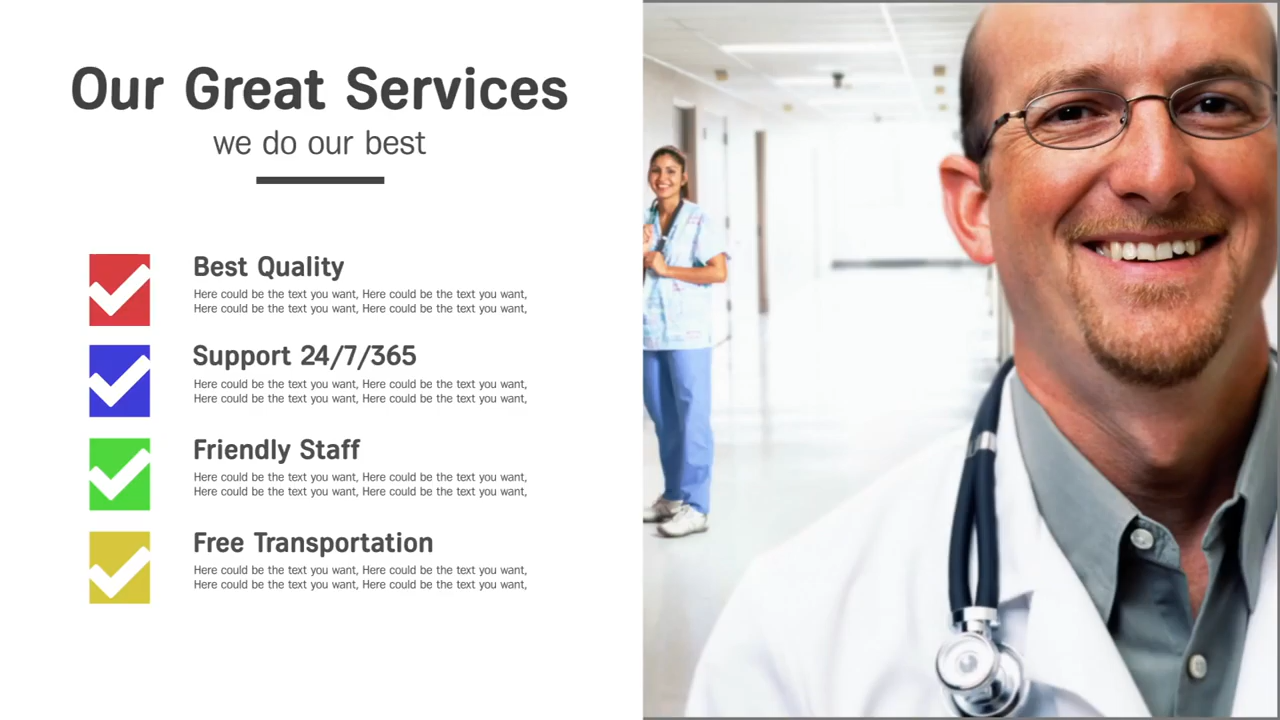 Our Great Services
we do our best
Best Quality
Here could be the text you want, Here could be the text you want,
Here could be the text you want, Here could be the text you want,
Support 24/7/365
Here could be the text you want, Here could be the text you want,
Here could be the text you want, Here could be the text you want,
Friendly Staff
Here could be the text you want, Here could be the text you want,
Here could be the text you want, Here could be the text you want,
Free Transportation
Here could be the text you want, Here could be the text you want,
Here could be the text you want, Here could be the text you want,